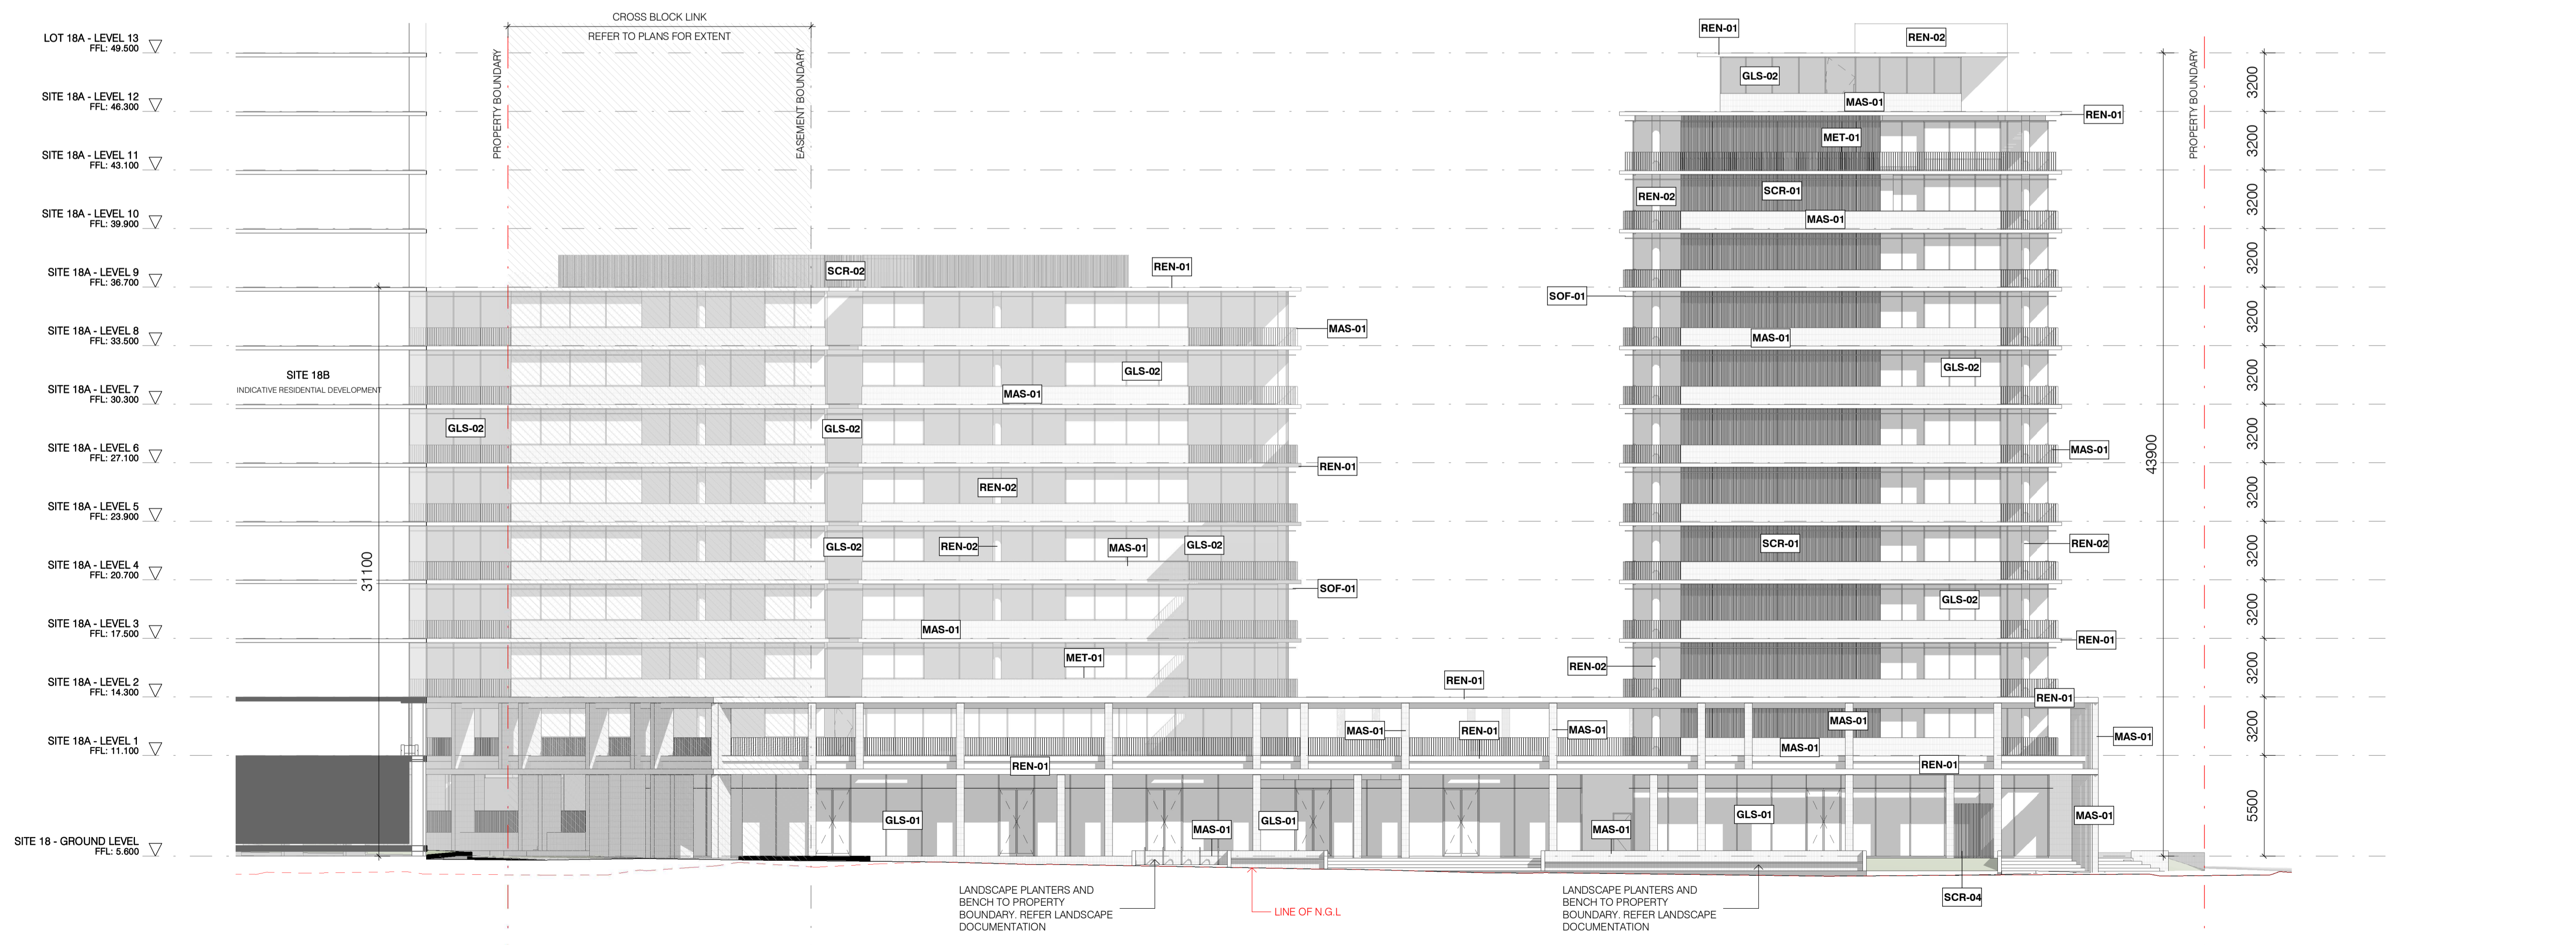 CROSS BLOCK LINK
REFER TO PLANS FOR EXTENT
PROPERTY BOUNDARY
EASEMENT BOUNDARY
PROPERTY BOUNDARY
LOT 18A - LEVEL 13
FFL: 49.500
SITE 18A - LEVEL 12
FFL: 46.300
SITE 18A - LEVEL 11
FFL: 43.100
SITE 18A - LEVEL 10
FFL: 39.900
SITE 18A - LEVEL 9
FFL: 36.700
SITE 18A - LEVEL 8
FFL: 33.500
SITE 18A - LEVEL 7
FFL: 30.300
SITE 18A - LEVEL 6
FFL: 27.100
SITE 18A - LEVEL 5
FFL: 23.900
SITE 18A - LEVEL 4
FFL: 20.700
SITE 18A - LEVEL 3
FFL: 17.500
SITE 18A - LEVEL 2
FFL: 14.300
SITE 18A - LEVEL 1
FFL: 11.100
SITE 18 - GROUND LEVEL
FFL: 5.600
SITE 18B
INDICATIVE RESIDENTIAL DEVELOPMENT
31100
SCR-02
REN-01
MAS-01
GLS-02
MAS-01
GLS-02
GLS-02
REN-01
REN-02
GLS-02
REN-02
MAS-01
GLS-02
SOF-01
MAS-01
MET-01
REN-01
REN-01
REN-02
GLS-02
MAS-01
REN-01
MET-01
SCR-01
REN-02
MAS-01
SOF-01
MAS-01
GLS-02
MAS-01
SCR-01
REN-02
GLS-02
REN-01
REN-02
REN-01
MAS-01
REN-01
MAS-01
MAS-01
MAS-01
MAS-01
REN-01
REN-01
GLS-01
MAS-01
GLS-01
MAS-01
GLS-01
MAS-01
SCR-04
43900
3200
3200
3200
3200
3200
3200
3200
3200
3200
3200
3200
3200
5500
LANDSCAPE PLANTERS AND
BENCH TO PROPERTY
BOUNDARY. REFER LANDSCAPE
DOCUMENTATION
LINE OF N.G.L
LANDSCAPE PLANTERS AND
BENCH TO PROPERTY
BOUNDARY. REFER LANDSCAPE
DOCUMENTATION